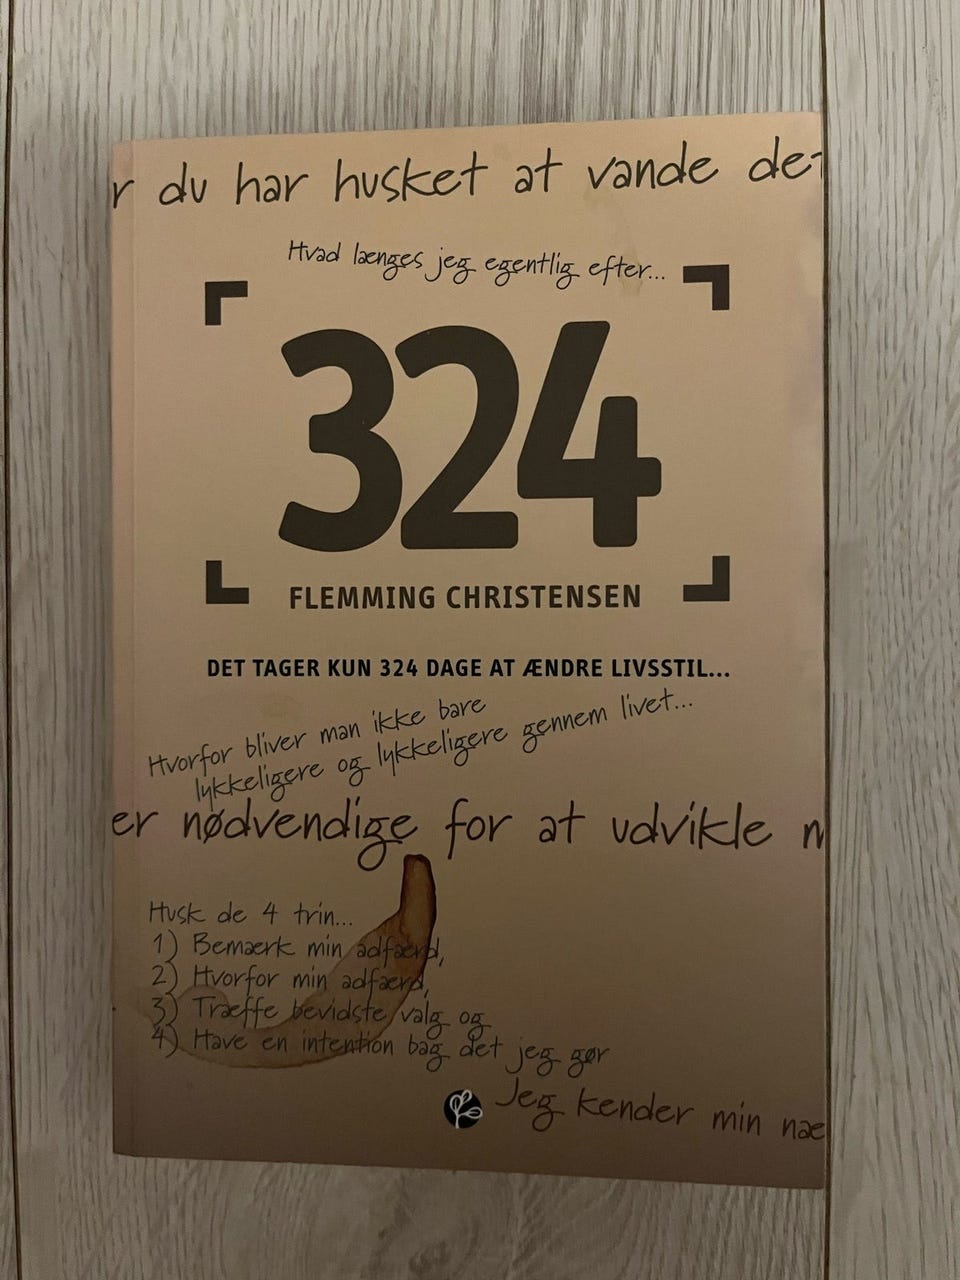 r du har husket at vande det
Hvad længes jeg egentlig efter...
324
FLEMMING CHRISTENSEN
DET TAGER KUN 324 DAGE AT ÆNDRE LIVSSTIL...
Hvorfor bliver man ikke bare
lykkeligere og lykkeligere gennem livet...
er nødvendige for at udvikle m
Husk de 4 trin...
1) Bemærk min adfærd,
2) Hvorfor min adfærd,
3) Træffe bevidste valg og
4) Have en intention bag det jeg gør
Jeg kender min næ